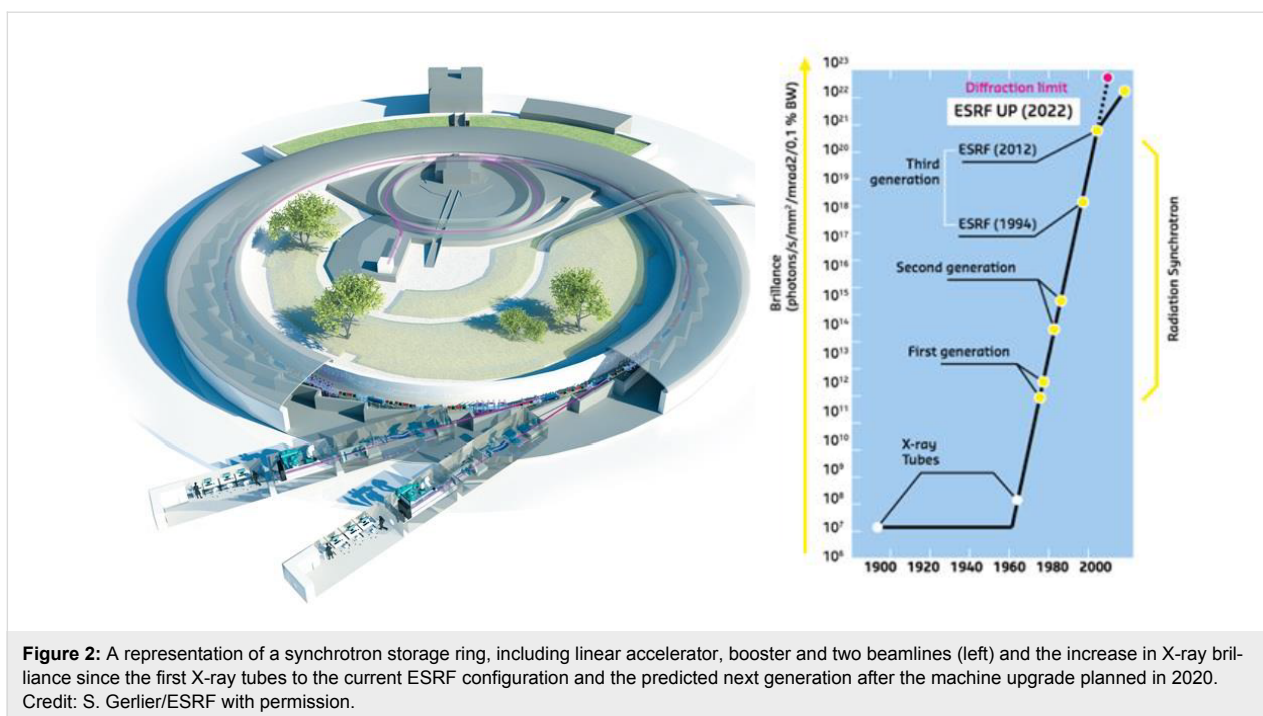 Brillance
(photons/s/mm²/mrad2/0,1 % BW)
10²³
10²²
10²¹
10²⁰
10¹⁹
10¹⁸
10¹⁷
10¹⁶
10¹⁵
10¹⁴
10¹³
10¹²
10¹¹
10¹⁰
10⁹
10⁸
10⁷
10⁶
Diffraction limit
ESRF UP (2022)
ESRF (2012)
Third
generation
ESRF (1994)
Second generation
First generation
X-ray
Tubes
Radiation Synchrotron
1900 1920 1940 1960 1980 2000
Figure 2: A representation of a synchrotron storage ring, including linear accelerator, booster and two beamlines (left) and the increase in X-ray bril-
liance since the first X-ray tubes to the current ESRF configuration and the predicted next generation after the machine upgrade planned in 2020.
Credit: S. Gerlier/ESRF with permission.